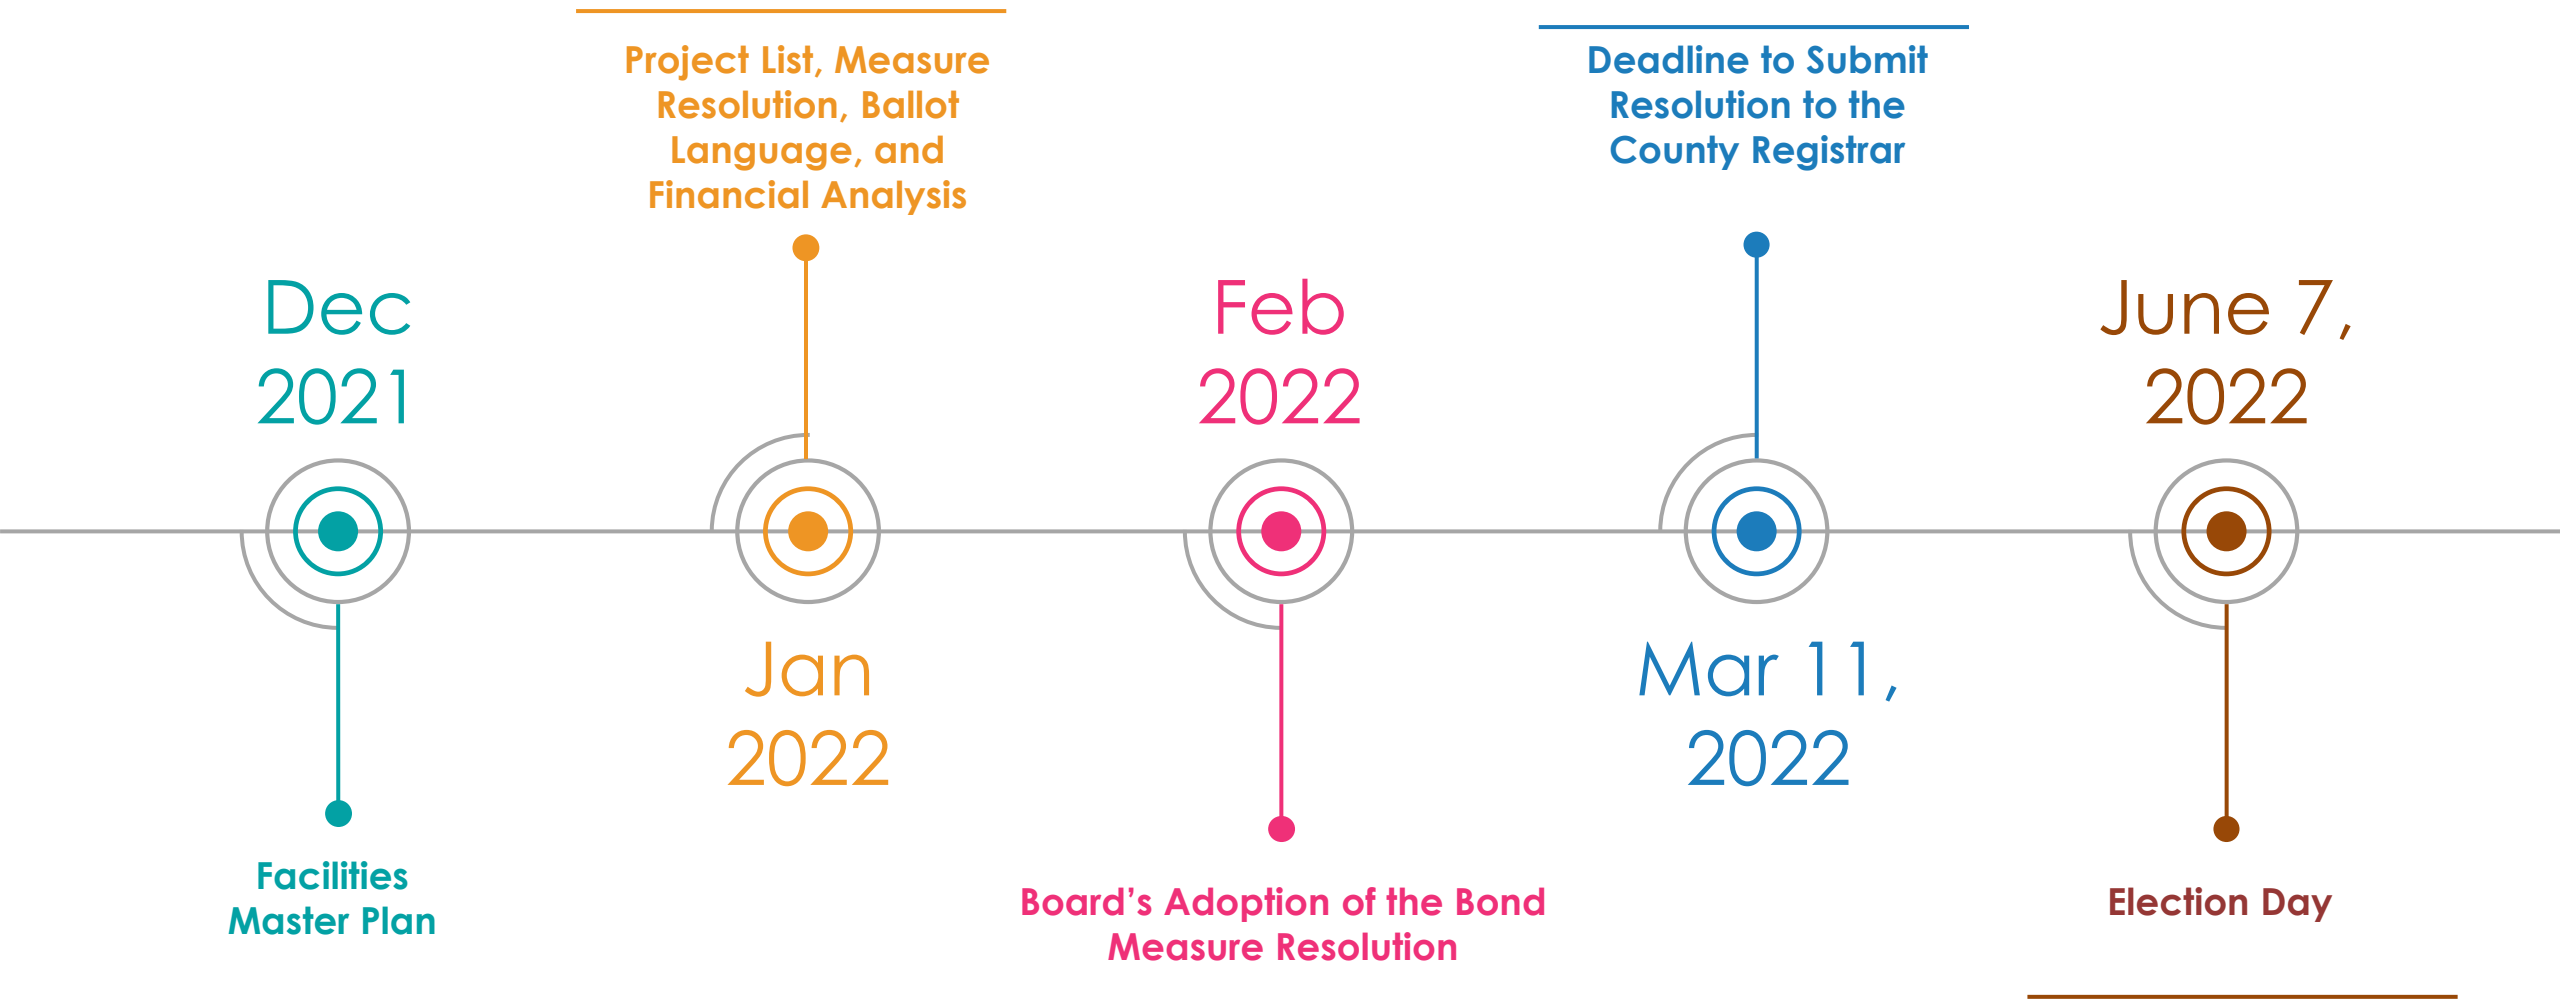 Dec
2021
Facilities
Master Plan
Project List, Measure
Resolution, Ballot
Language, and
Financial Analysis
Jan
2022
Feb
2022
Board’s Adoption of the Bond
Measure Resolution
Deadline to Submit
Resolution to the
County Registrar
Mar 11,
2022
June 7,
2022
Election Day